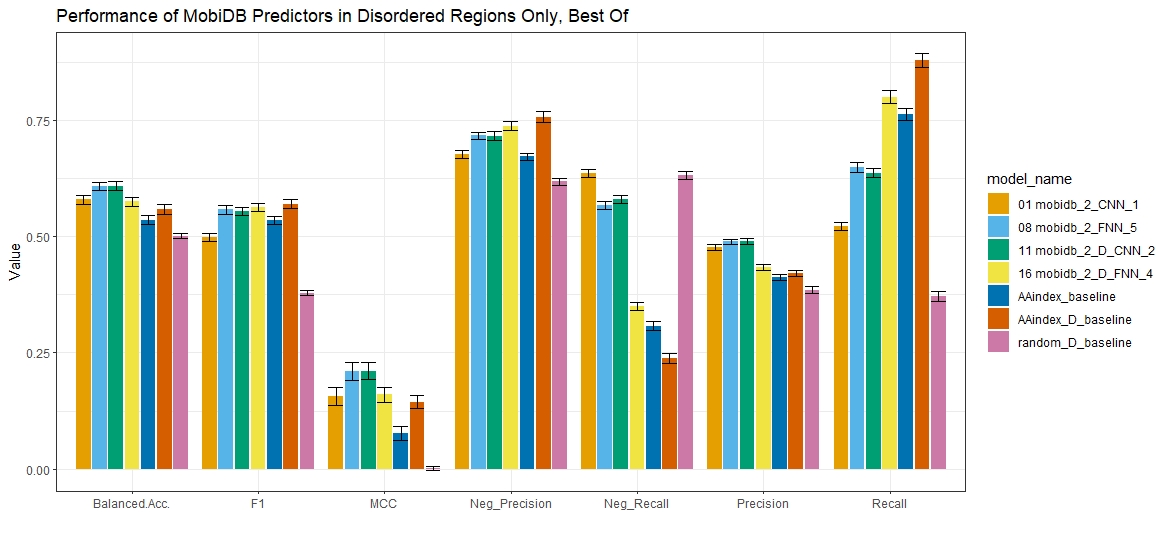 Performance of MobiDB Predictors in Disordered Regions Only, Best Of
Value
0.75
0.50
0.25
0.00
Balanced.Acc.
F1
MCC
Neg_Precision
Neg_Recall
Precision
Recall
model_name
01 mobidb_2_CNN_1
08 mobidb_2_FNN_5
11 mobidb_2_D_CNN_2
16 mobidb_2_D_FNN_4
AAindex_baseline
AAindex_D_baseline
random_D_baseline